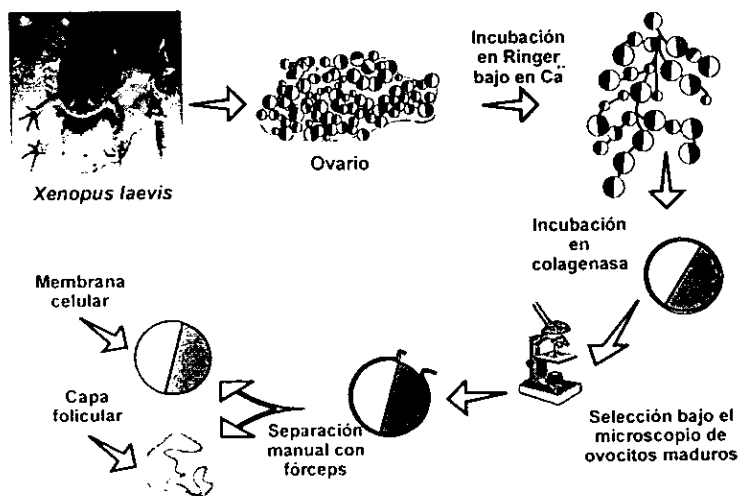 Xenopus laevis
Ovario
Incubación
en Ringer
bajo en Ca
Incubación
en
colagenasa
Selección bajo el
microscopio de
ovocitos maduros
Separación
manual con
fórceps
Membrana
celular
Capa
folicular